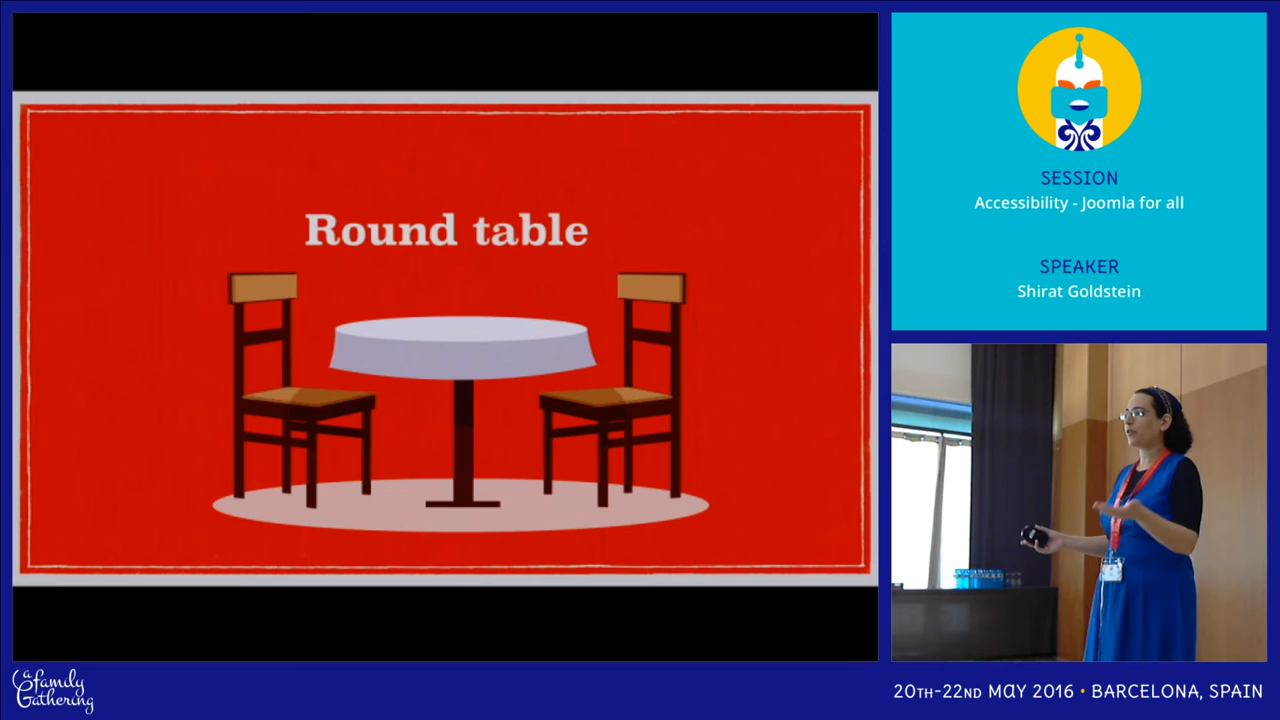 Round table
SESSION
Accessibility - Joomla for all
SPEAKER
Shirat Goldstein
a family
Gathering
20TH-22ND MAY 2016 • BARCELONA, SPAIN